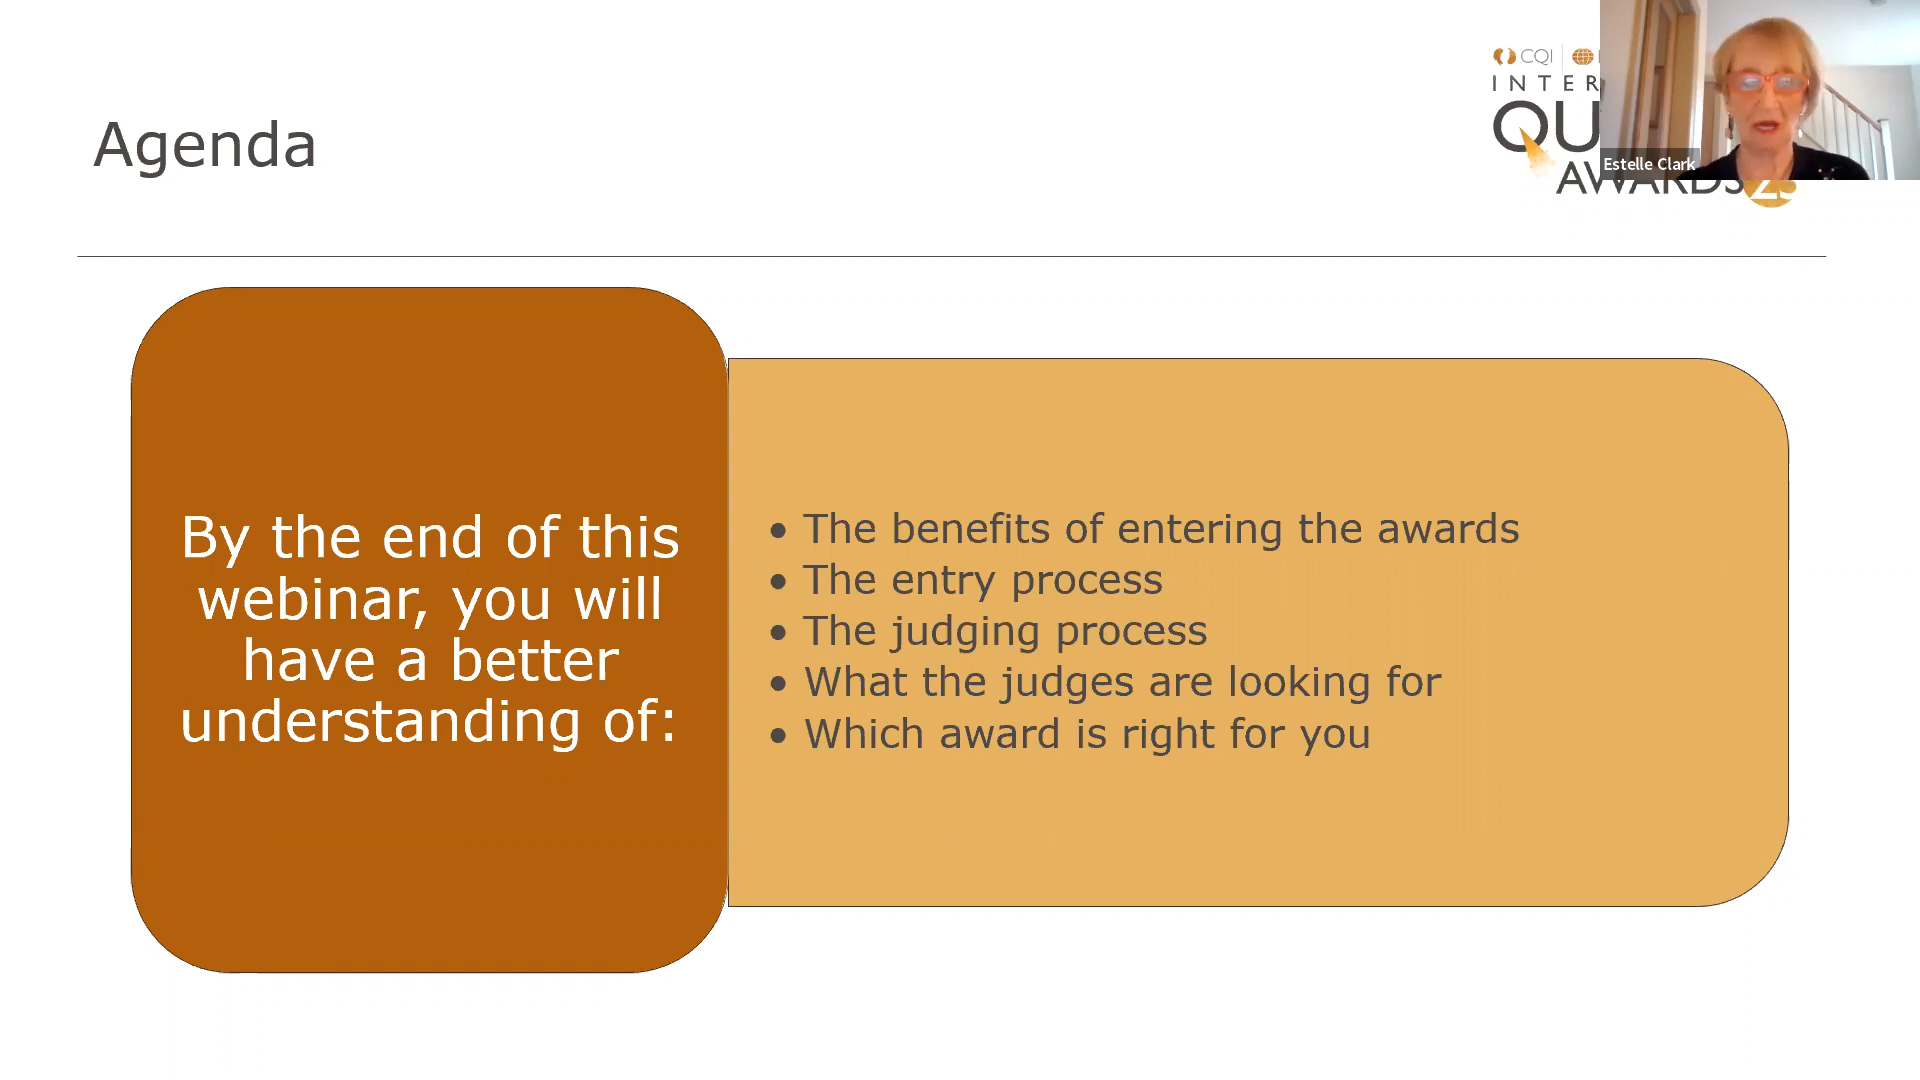 Agenda
CQI
INTER
QU
AWARDS 25
Estelle Clark
By the end of this
webinar, you will
have a better
understanding of:
• The benefits of entering the awards
• The entry process
• The judging process
• What the judges are looking for
• Which award is right for you